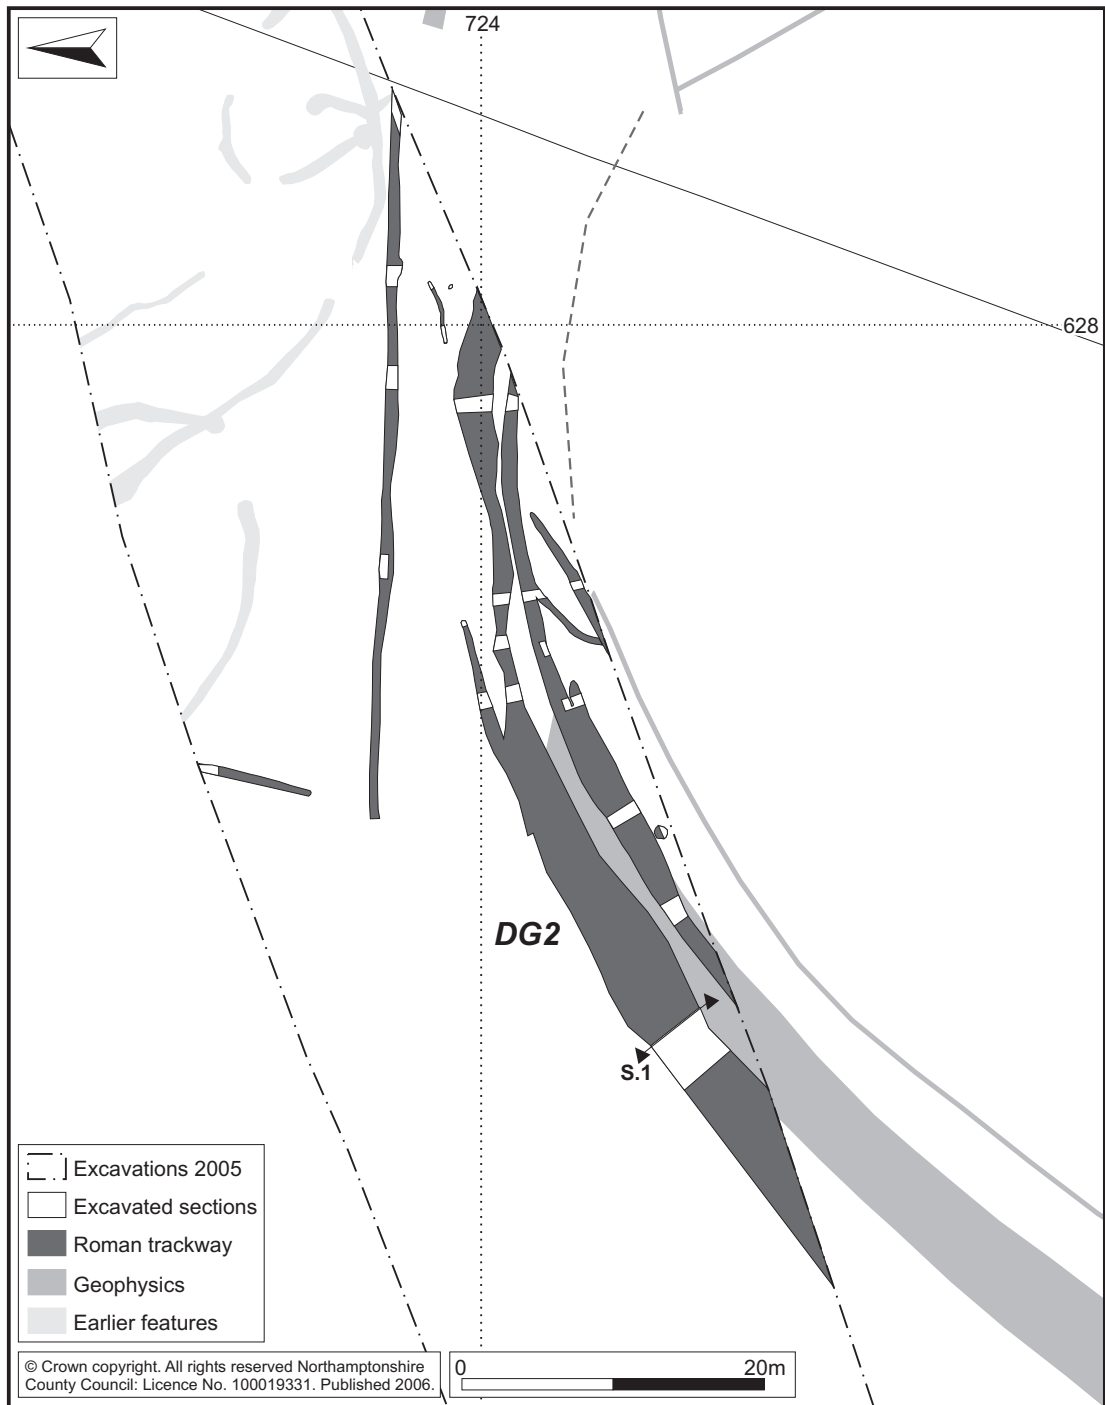 724
628
DG2
S.1
Excavations 2005
Excavated sections
Roman trackway
Geophysics
Earlier features
© Crown copyright. All rights reserved Northamptonshire
County Council: Licence No. 100019331. Published 2006.
0 20m